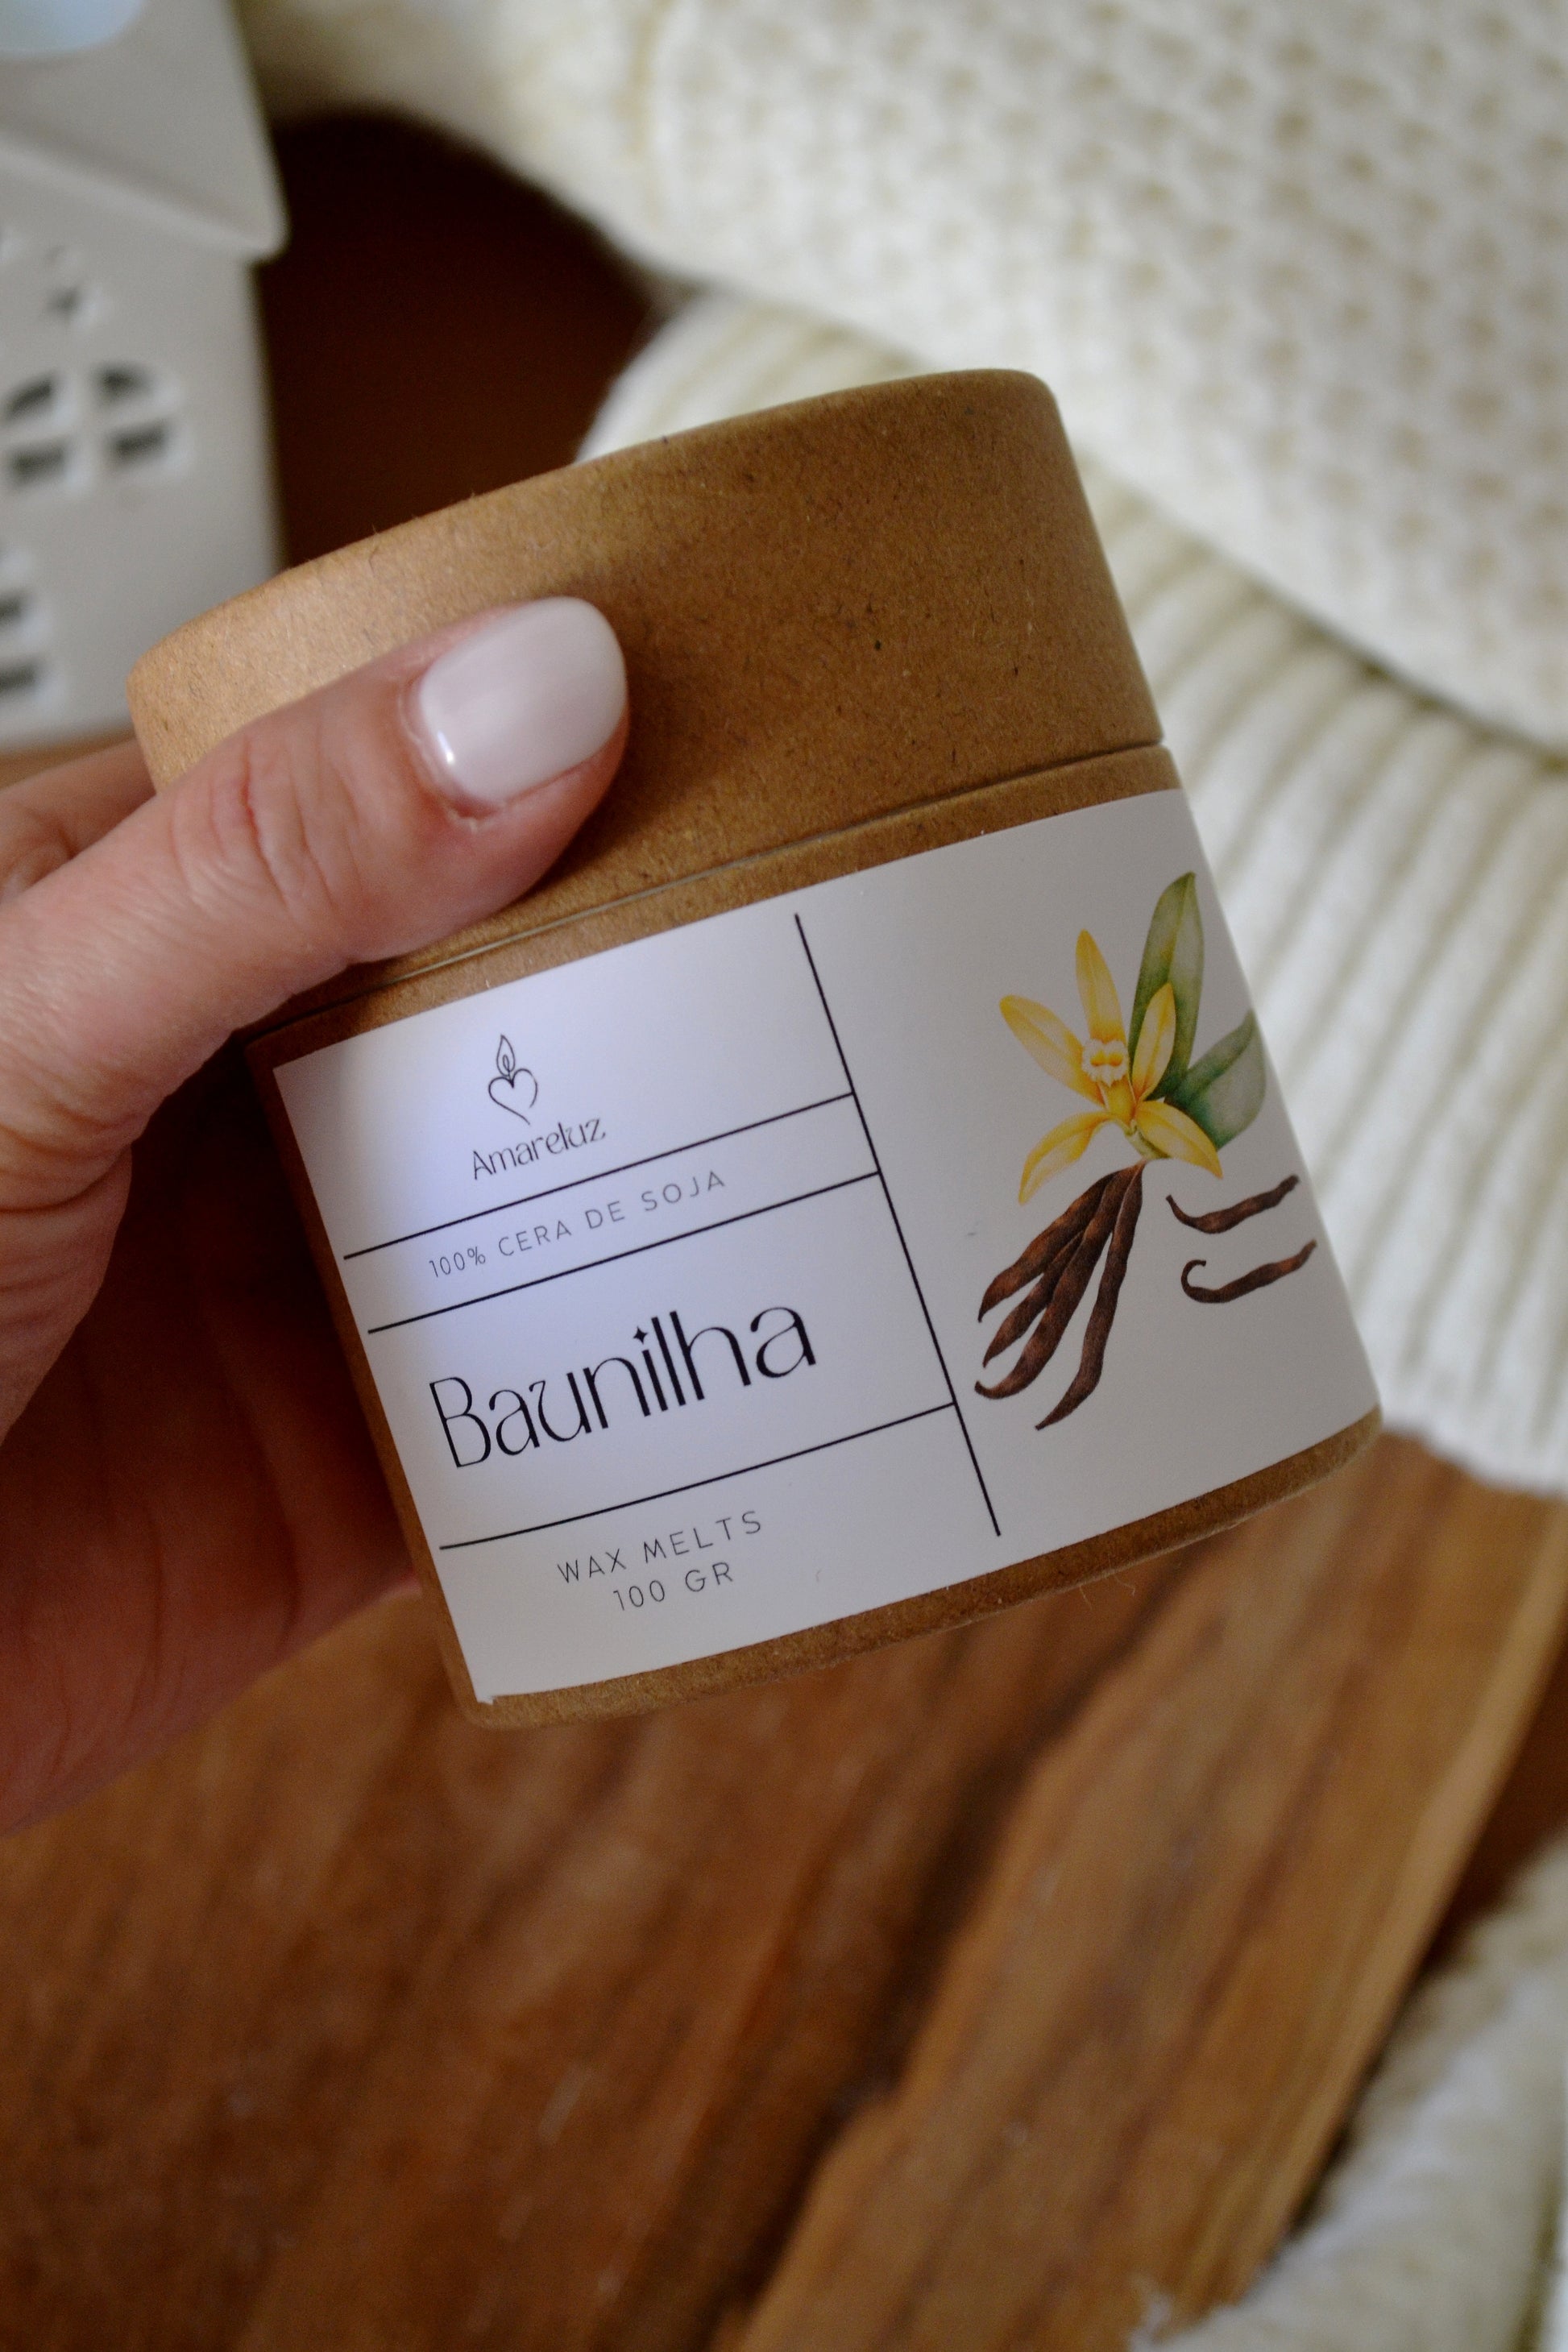 Amareluz
100% CERA DE SOJA
Baunilha
WAX MELTS
100 GR